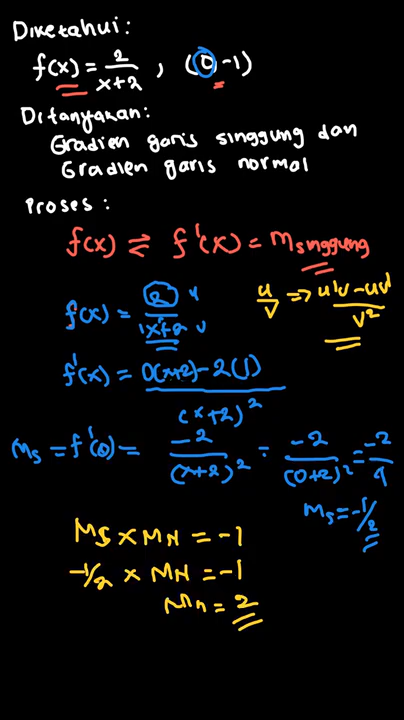 Diketahui:
f(x) = 2/(x+2) , (0,-1)
Ditanyakan:
Gradien garis singgung dan
Gradien garis normal
Proses:
f(x) ⇄ f'(x) = Msinggung
u/v => (u'v - uv')/v²
f(x) = 2/(1x+2) u v
f'(x) = (0(x+2) - 2(1))/(x+2)²
Ms = f'(0) = -2/(x+2)² = -2/(0+2)² = -2/4
Ms = -1/2
Ms × MN = -1
-1/2 × MN = -1
Mn = 2